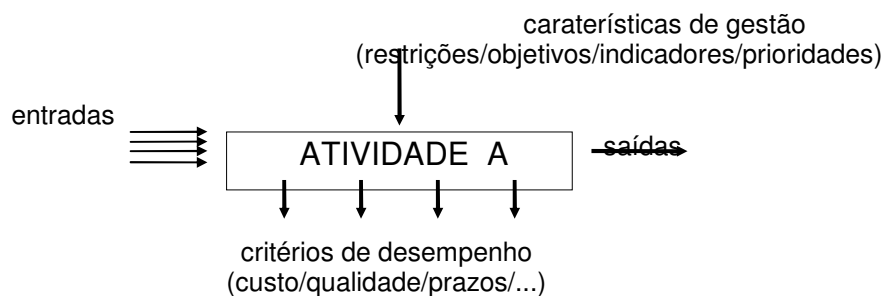 caraterísticas de gestão
(restrições/objetivos/indicadores/prioridades)
entradas
ATIVIDADE A
saídas
critérios de desempenho
(custo/qualidade/prazos/...)